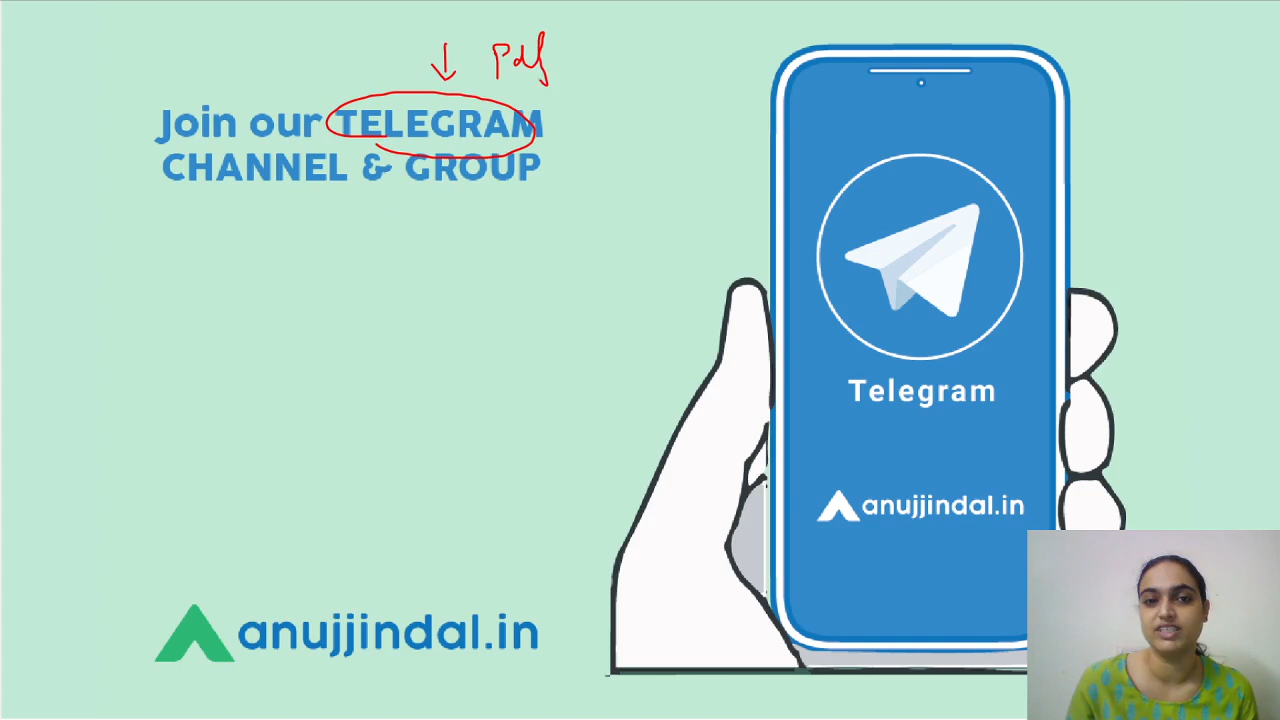 Pdf
Join our TELEGRAM
CHANNEL & GROUP
Telegram
anujjindal.in
anujjindal.in